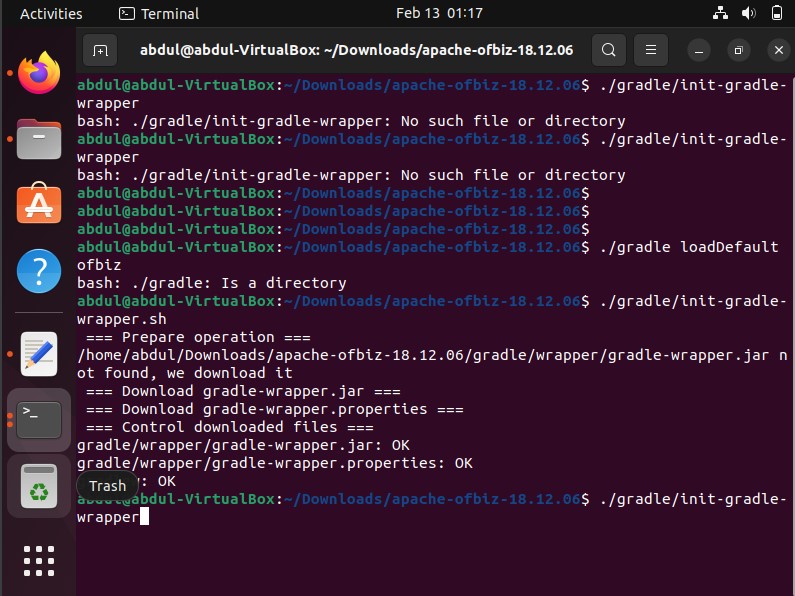 Activities
Terminal
Feb 13 01:17
abdul@abdul-VirtualBox: ~/Downloads/apache-ofbiz-18.12.06
abdul@abdul-VirtualBox:~/Downloads/apache-ofbiz-18.12.06$ ./gradle/init-gradle-
wrapper
bash: ./gradle/init-gradle-wrapper: No such file or directory
abdul@abdul-VirtualBox:~/Downloads/apache-ofbiz-18.12.06$ ./gradle/init-gradle-
wrapper
bash: ./gradle/init-gradle-wrapper: No such file or directory
abdul@abdul-VirtualBox:~/Downloads/apache-ofbiz-18.12.06$
abdul@abdul-VirtualBox:~/Downloads/apache-ofbiz-18.12.06$
abdul@abdul-VirtualBox:~/Downloads/apache-ofbiz-18.12.06$
abdul@abdul-VirtualBox:~/Downloads/apache-ofbiz-18.12.06$ ./gradle loadDefault
ofbiz
bash: ./gradle: Is a directory
abdul@abdul-VirtualBox:~/Downloads/apache-ofbiz-18.12.06$ ./gradle/init-gradle-
wrapper.sh
=== Prepare operation ===
/home/abdul/Downloads/apache-ofbiz-18.12.06/gradle/wrapper/gradle-wrapper.jar n
ot found, we download it
=== Download gradle-wrapper.jar ===
=== Download gradle-wrapper.properties ===
=== Control downloaded files ===
gradle/wrapper/gradle-wrapper.jar: OK
gradle/wrapper/gradle-wrapper.properties: OK
Trash
: OK
abdul@abdul-VirtualBox:~/Downloads/apache-ofbiz-18.12.06$ ./gradle/init-gradle-
wrapper